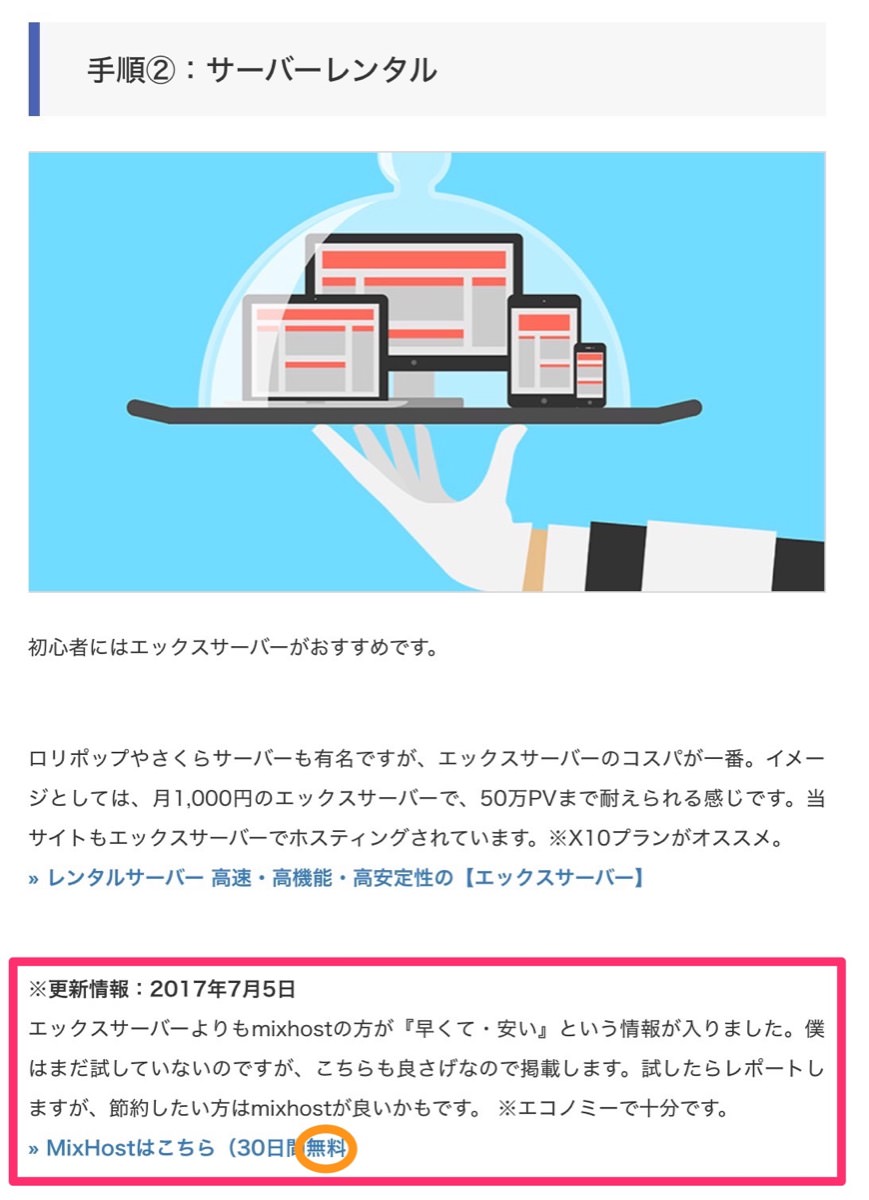 手順②：サーバーレンタル
初心者にはエックスサーバーがおすすめです。
ロリポップやさくらサーバーも有名ですが、エックスサーバーのコスパが一番。イメー
ジとしては、月1,000円のエックスサーバーで、50万PVまで耐えられる感じです。当
サイトもエックスサーバーでホスティングされています。※X10プランがオススメ。
» レンタルサーバー 高速・高機能・高安定性の【エックスサーバー】
※更新情報：2017年7月5日
エックスサーバーよりもmixhostの方が『早くて・安い』という情報が入りました。僕
はまだ試していないのですが、こちらも良さげなので掲載します。試したらレポートし
ますが、節約したい方はmixhostが良いかもです。 ※エコノミーで十分です。
» MixHostはこちら（30日間無料